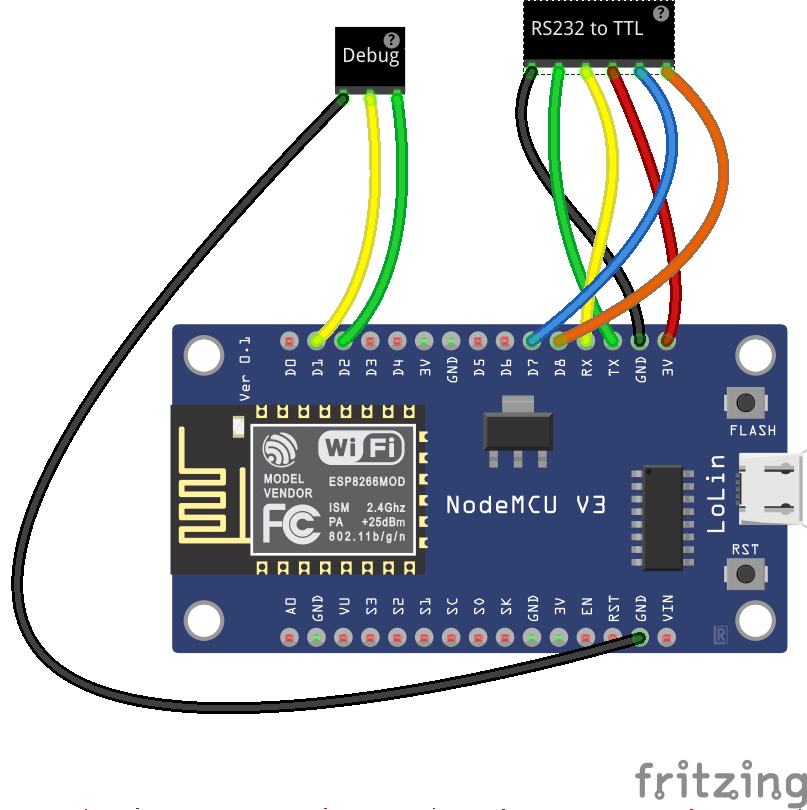 RS232 to TTL
?
Debug
?
Ver 0.1
D0
D1
D2
D3
D4
3V
GND
D5
D6
D7
D8
RX
TX
GND
3V
FLASH
WiFi
MODEL
VENDOR
ESP8266MOD
FC
ISM 2.4Ghz
PA +25dBm
802.11b/g/n
NodeMCU V3
LoLin
RST
A0
GND
VU
S3
S2
S1
SC
S0
SK
GND
3V
EN
RST
GND
VIN
R
fritzing